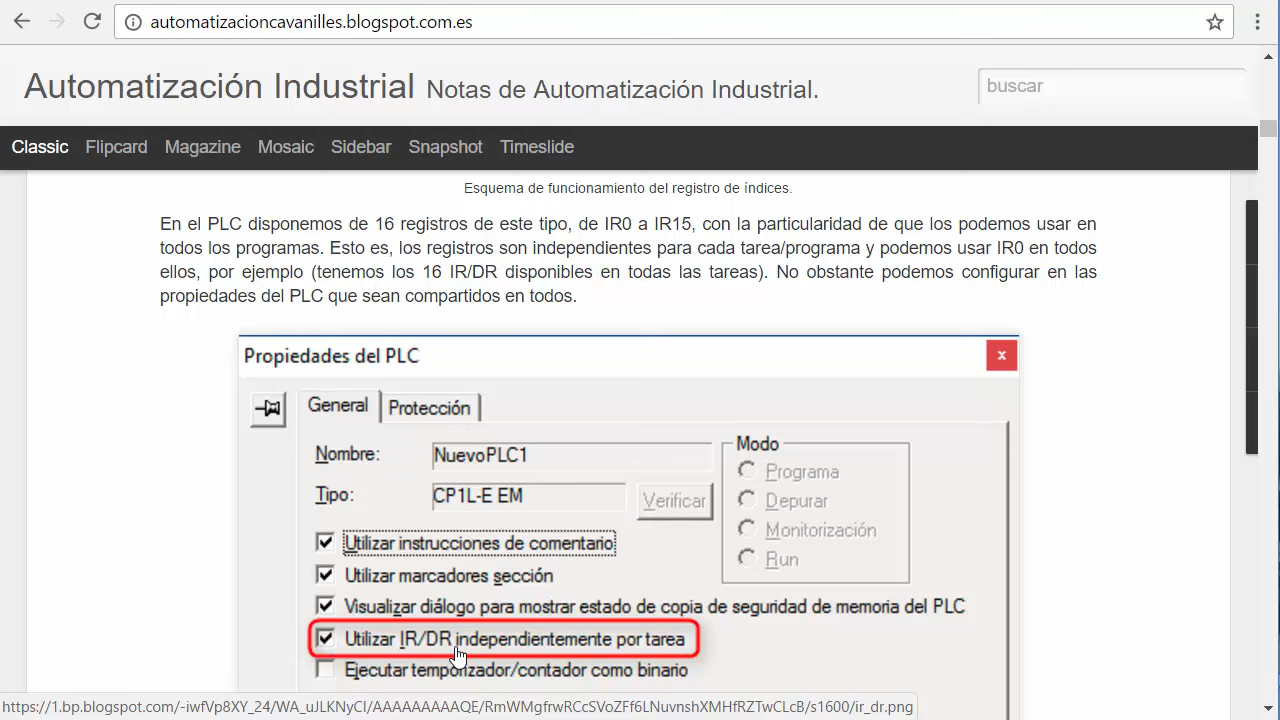 automatizacioncavanilles.blogspot.com.es
Automatización Industrial Notas de Automatización Industrial.
buscar
Classic Flipcard Magazine Mosaic Sidebar Snapshot Timeslide
Esquema de funcionamiento del registro de índices.
En el PLC disponemos de 16 registros de este tipo, de IR0 a IR15, con la particularidad de que los podemos usar en
todos los programas. Esto es, los registros son independientes para cada tarea/programa y podemos usar IR0 en todos
ellos, por ejemplo (tenemos los 16 IR/DR disponibles en todas las tareas). No obstante podemos configurar en las
propiedades del PLC que sean compartidos en todos.
Propiedades del PLC
General Protección
Nombre: NuevoPLC1
Tipo: CP1L-E EM Verificar
Modo
Programa
Depurar
Monitorización
Run
Utilizar instrucciones de comentario
Utilizar marcadores sección
Visualizar diálogo para mostrar estado de copia de seguridad de memoria del PLC
Utilizar IR/DR independientemente por tarea
Ejecutar temporizador/contador como binario
https://1.bp.blogspot.com/-iwfVp8XY_24/WA_uJLKNyCI/AAAAAAAAAQE/RmWMgfrwRCcSVoZFf6LNuvnshXMHfRZTwCLcB/s1600/ir_dr.png